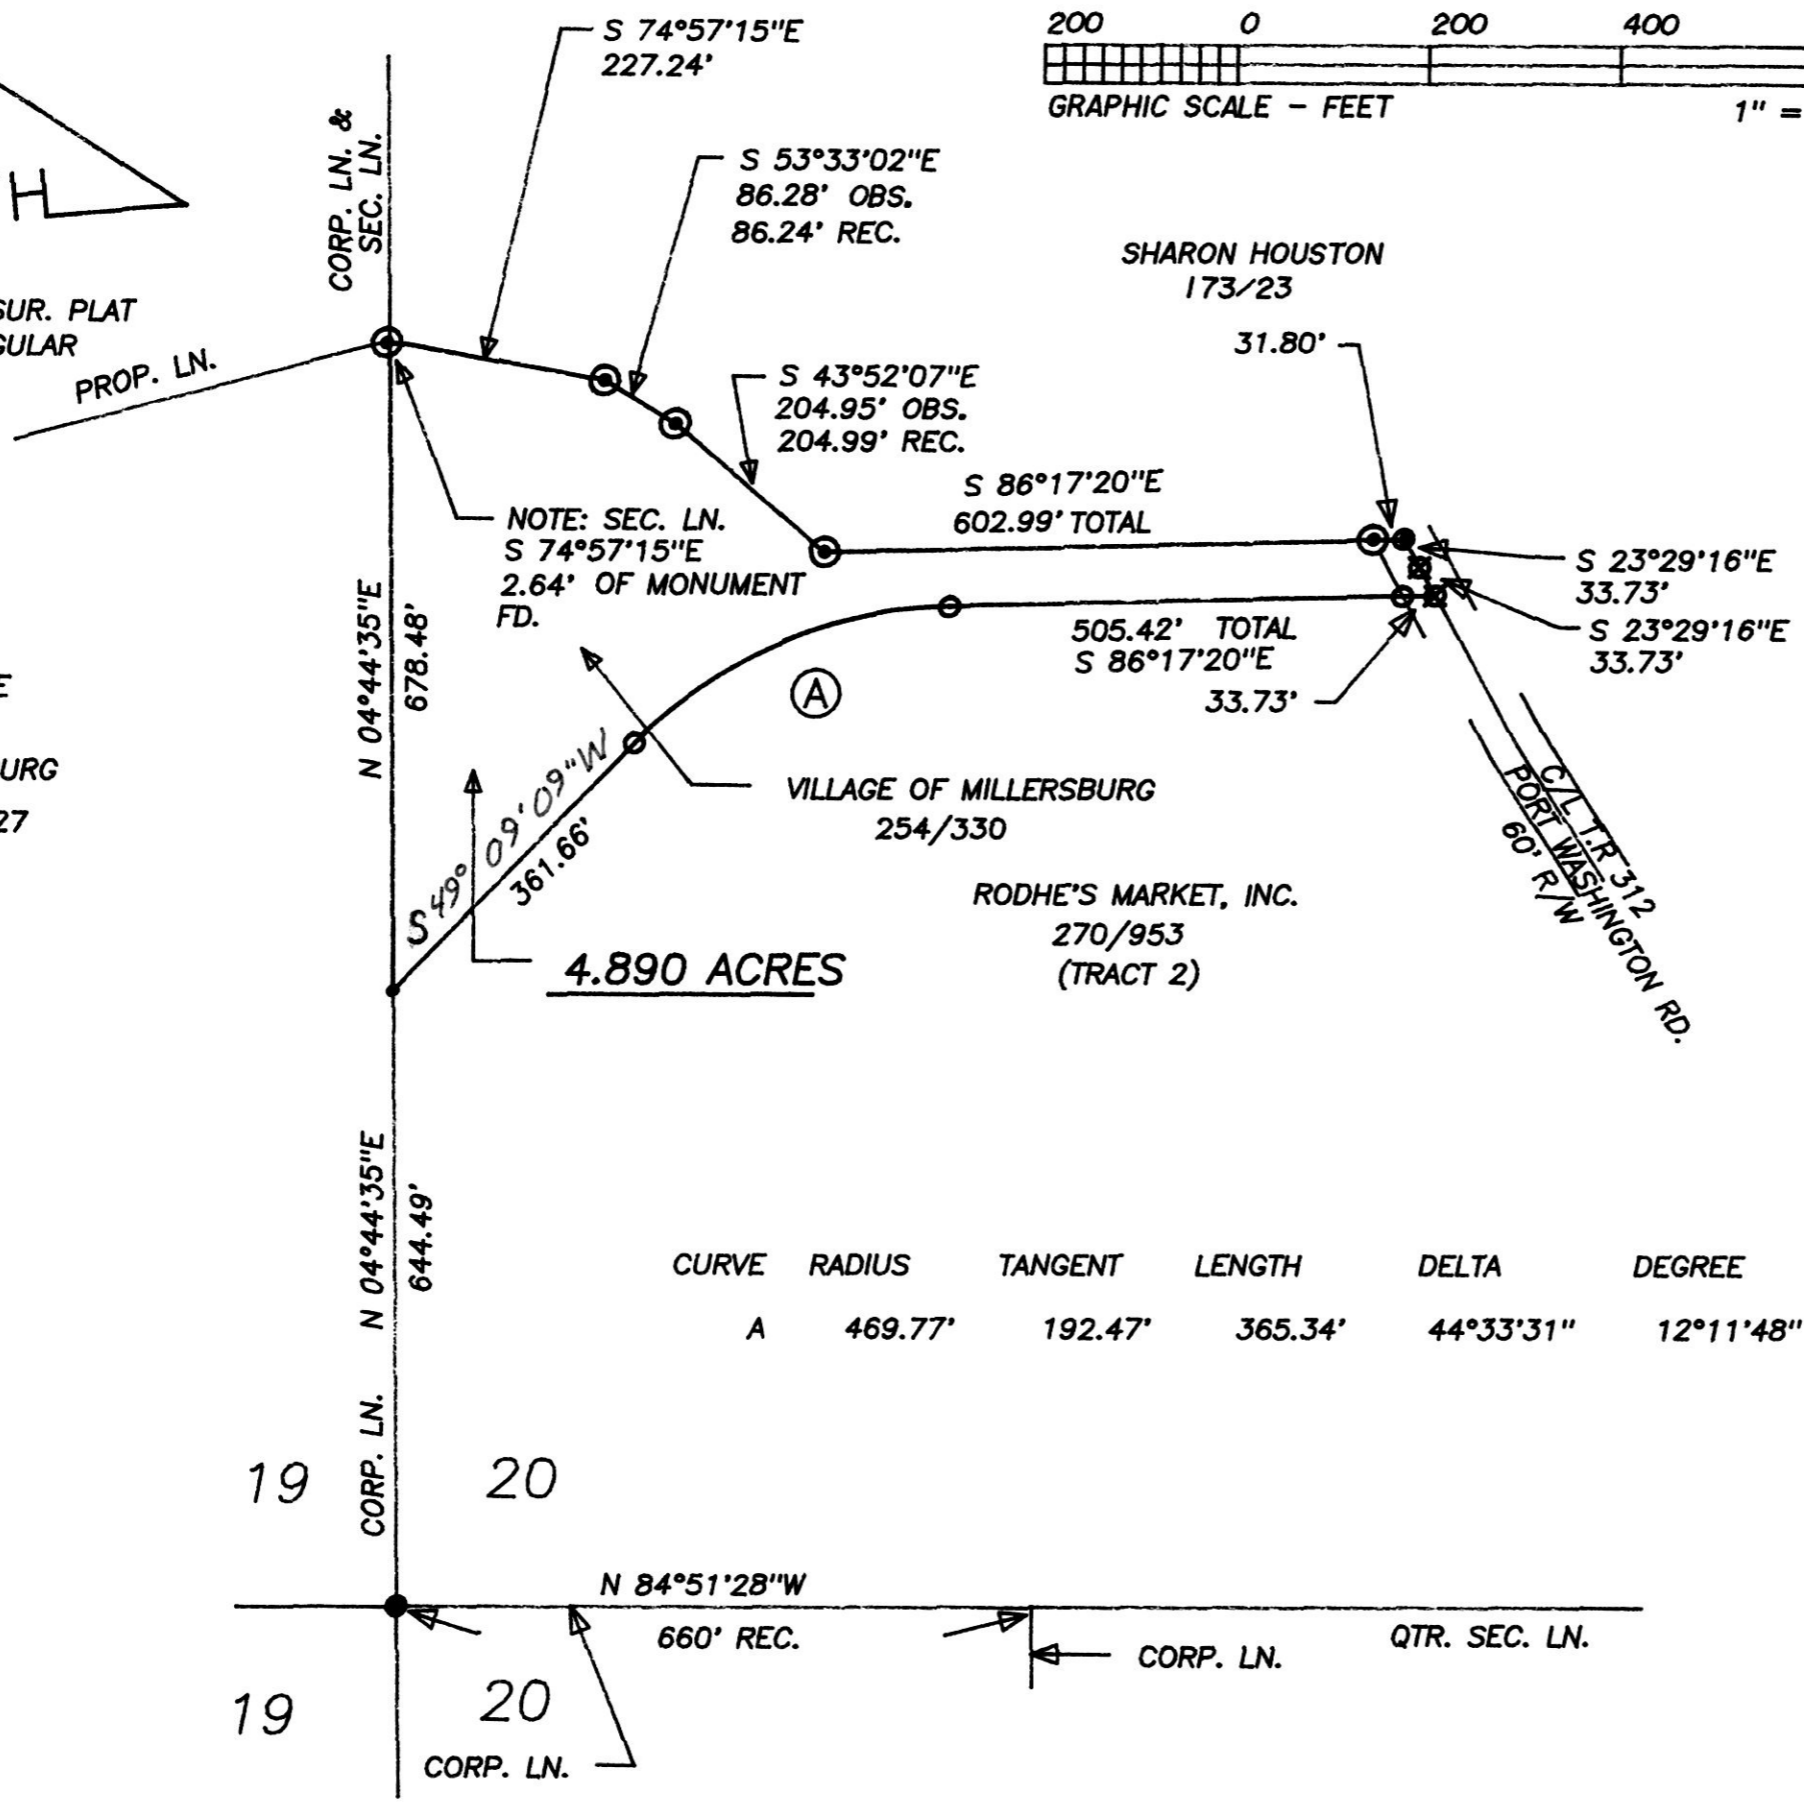 S 74°57'15"E
227.24'
200 0 200 400
GRAPHIC SCALE - FEET
1" =
CORP. LN. &
SEC. LN.
S 53°33'02"E
86.28' OBS.
86.24' REC.
H
SHARON HOUSTON
173/23
31.80'
SUR. PLAT
GULAR
PROP. LN.
S 43°52'07"E
204.95' OBS.
204.99' REC.
S 86°17'20"E
602.99' TOTAL
NOTE: SEC. LN.
S 74°57'15"E
2.64' OF MONUMENT
FD.
S 23°29'16"E
33.73'
S 23°29'16"E
33.73'
505.42' TOTAL
S 86°17'20"E
33.73'
N 04°44'35"E
678.48'
E
URG
27
A
S 49° 09' 09"W
361.66'
VILLAGE OF MILLERSBURG
254/330
C/L T.R 312
PORT WASHINGTON RD.
60' R/W
RODHE'S MARKET, INC.
270/953
(TRACT 2)
4.890 ACRES
N 04°44'35"E
644.49'
CORP. LN.
CURVE RADIUS TANGENT LENGTH DELTA DEGREE
A 469.77' 192.47' 365.34' 44°33'31" 12°11'48"
19 20
N 84°51'28"W
660' REC.
CORP. LN.
QTR. SEC. LN.
19 20
CORP. LN.